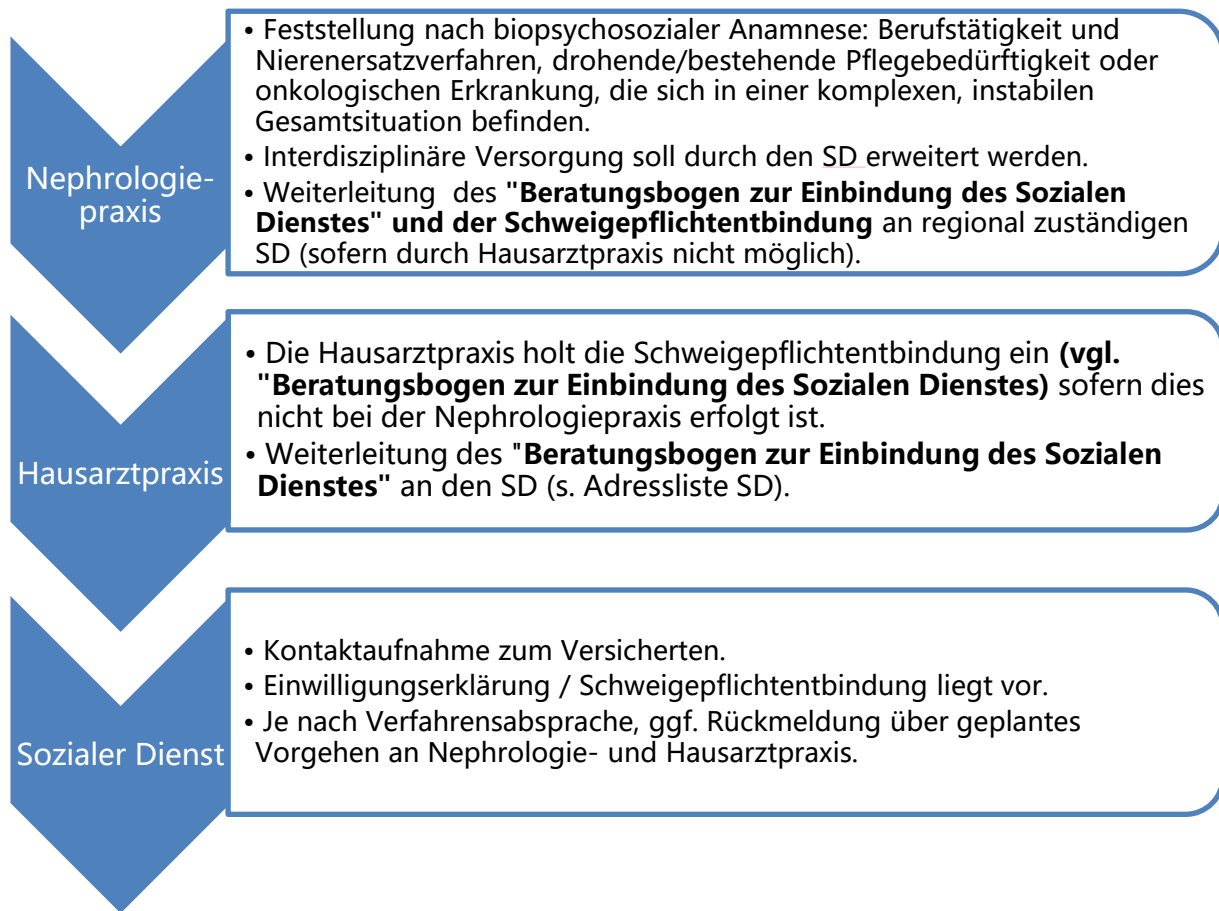 Nephrologie-
praxis
• Feststellung nach biopsychosozialer Anamnese: Berufstätigkeit und
Nierenersatzverfahren, drohende/bestehende Pflegebedürftigkeit oder
onkologischen Erkrankung, die sich in einer komplexen, instabilen
Gesamtsituation befinden.
• Interdisziplinäre Versorgung soll durch den SD erweitert werden.
• Weiterleitung des "Beratungsbogen zur Einbindung des Sozialen
Dienstes" und der Schweigepflichtentbindung an regional zuständigen
SD (sofern durch Hausarztpraxis nicht möglich).
Hausarztpraxis
• Die Hausarztpraxis holt die Schweigepflichtentbindung ein (vgl.
"Beratungsbogen zur Einbindung des Sozialen Dienstes) sofern dies
nicht bei der Nephrologiepraxis erfolgt ist.
• Weiterleitung des "Beratungsbogen zur Einbindung des Sozialen
Dienstes" an den SD (s. Adressliste SD).
Sozialer Dienst
• Kontaktaufnahme zum Versicherten.
• Einwilligungserklärung / Schweigepflichtentbindung liegt vor.
• Je nach Verfahrensabsprache, ggf. Rückmeldung über geplantes
Vorgehen an Nephrologie- und Hausarztpraxis.